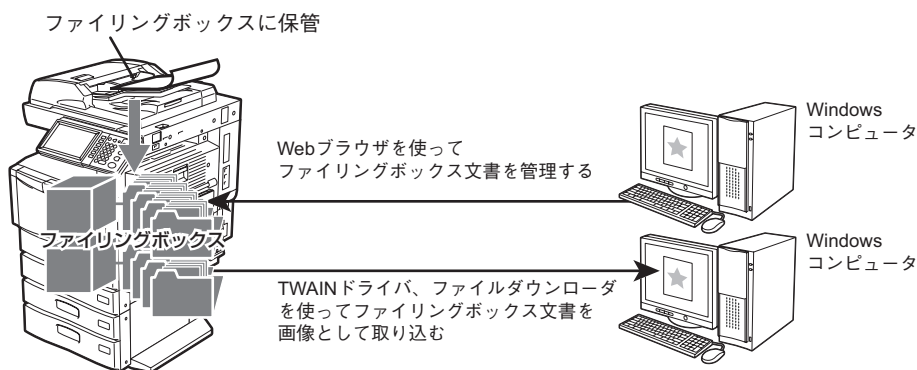 ファイリングボックスに保管
Windows
コンピュータ
Webブラウザを使って
ファイリングボックス文書を管理する
ファイリングボックス
Windows
コンピュータ
TWAINドライバ、ファイルダウンローダ
を使ってファイリングボックス文書を
画像として取り込む